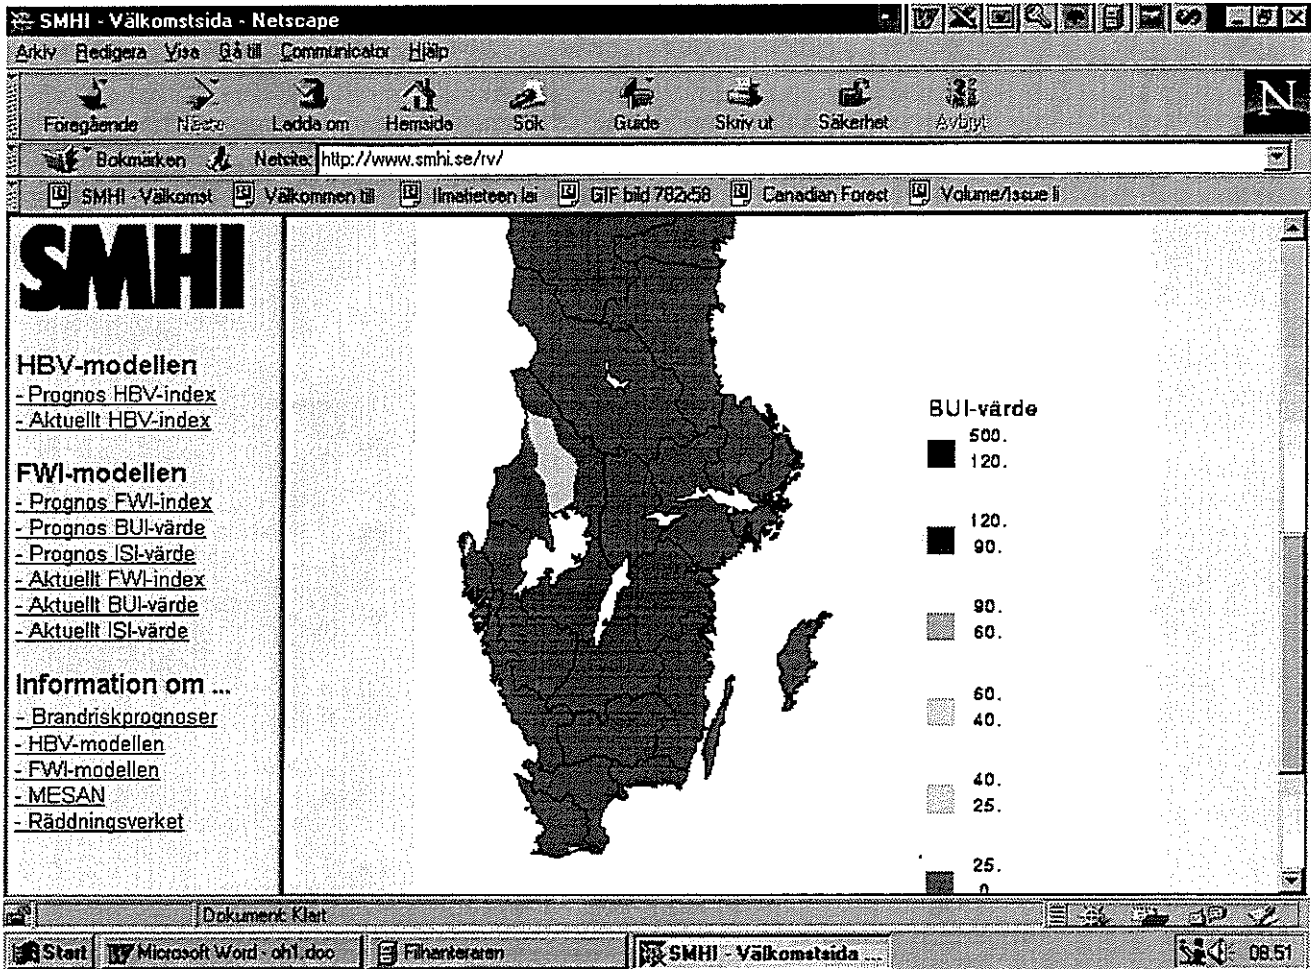 SMHI - Välkomstsida - Netscape
Arkiv Redigera Visa Gå till Communicator Hjälp
Föregående Nästa Ladda om Hemsida Sök Guide Skriv ut Säkerhet Avbryt
N
Bokmärken Netsite: http://www.smhi.se/rv/
SMHI - Välkomst Välkommen till Ilmatieteen lai GIF bild 782x58 Canadian Forest Volume/Issue li
SMHI
HBV-modellen
- Prognos HBV-index
- Aktuellt HBV-index
FWI-modellen
- Prognos FWI-index
- Prognos BUI-värde
- Prognos ISI-värde
- Aktuellt FWI-index
- Aktuellt BUI-värde
- Aktuellt ISI-värde
Information om ...
- Brandriskprognoser
- HBV-modellen
- FWI-modellen
- MESAN
- Räddningsverket
BUI-värde
500.
120.
120.
90.
90.
60.
60.
40.
40.
25.
25.
0.
Dokument: Klart
Start Microsoft Word - oh1.doc Filhanteraren SMHI - Välkomstsida ... 08:51